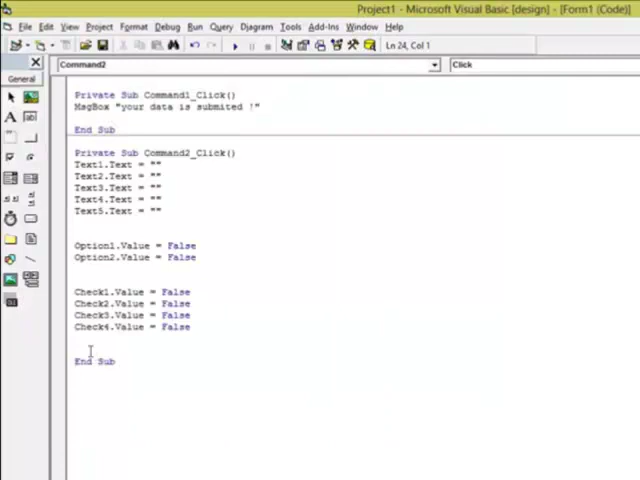 Project1 - Microsoft Visual Basic [design] - [Form1 (Code)]
File Edit View Project Format Debug Run Query Diagram Tools Add-Ins Window Help
Ln 24, Col 1
General
Command2
Click
Private Sub Command1_Click()
MsgBox "your data is submited !"
End Sub
Private Sub Command2_Click()
Text1.Text = ""
Text2.Text = ""
Text3.Text = ""
Text4.Text = ""
Text5.Text = ""
Option1.Value = False
Option2.Value = False
Check1.Value = False
Check2.Value = False
Check3.Value = False
Check4.Value = False
End Sub